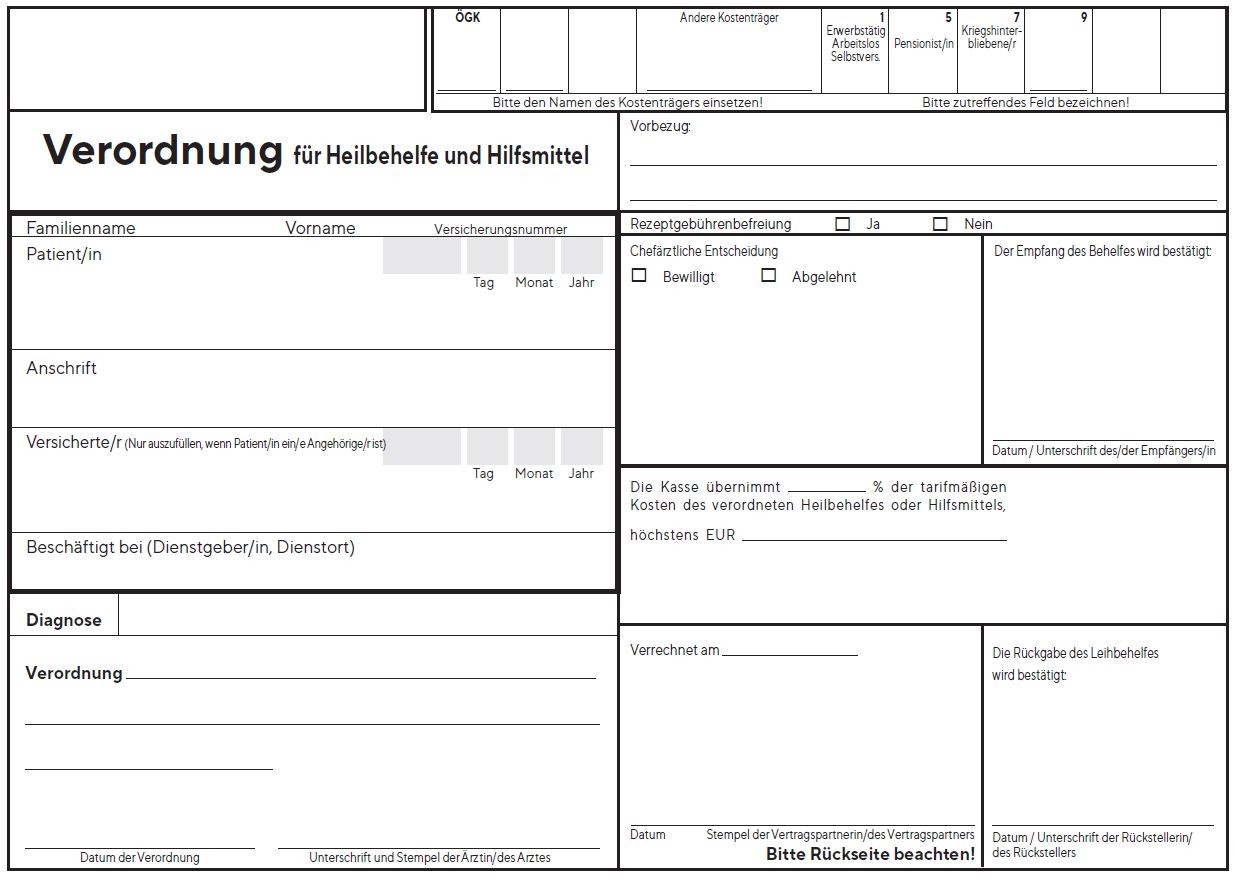 ÖGK
Andere Kostenträger
1
Erwerbstätig
Arbeitslos
Selbstvers.
5
Pensionist/in
7
Kriegshinter-
bliebene/r
9
Bitte den Namen des Kostenträgers einsetzen!
Bitte zutreffendes Feld bezeichnen!
Verordnung für Heilbehelfe und Hilfsmittel
Vorbezug:
Familienname Vorname Versicherungsnummer
Patient/in
Tag Monat Jahr
Anschrift
Versicherte/r (Nur auszufüllen, wenn Patient/in ein/e Angehörige/r ist)
Tag Monat Jahr
Beschäftigt bei (Dienstgeber/in, Dienstort)
Diagnose
Verordnung
Datum der Verordnung
Unterschrift und Stempel der Ärztin/des Arztes
Rezeptgebührenbefreiung Ja Nein
Chefärztliche Entscheidung
Bewilligt Abgelehnt
Der Empfang des Behelfes wird bestätigt:
Datum / Unterschrift des/der Empfängers/in
Die Kasse übernimmt % der tarifmäßigen
Kosten des verordneten Heilbehelfes oder Hilfsmittels,
höchstens EUR
Verrechnet am
Datum Stempel der Vertragspartnerin/des Vertragspartners
Bitte Rückseite beachten!
Die Rückgabe des Leihbehelfes
wird bestätigt:
Datum / Unterschrift der Rückstellerin/
des Rückstellers